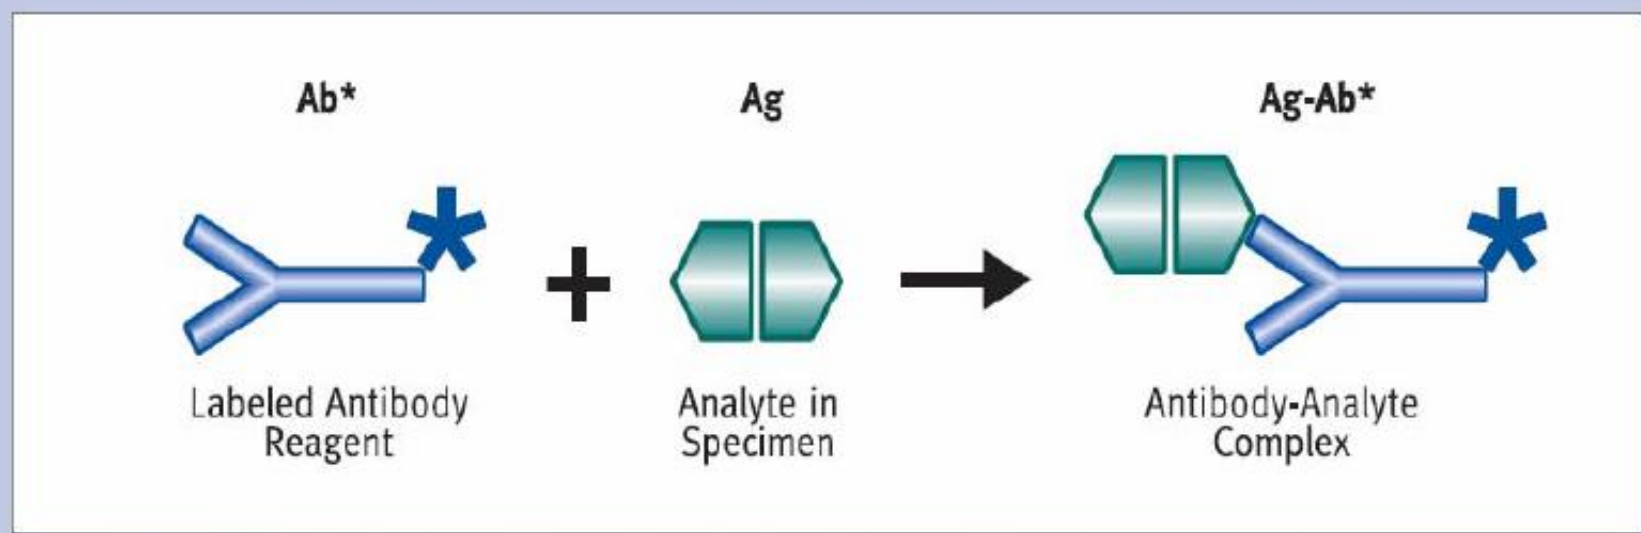 Ab*
Ag
Ag-Ab*
+
Labeled Antibody
Reagent
Analyte in
Specimen
Antibody-Analyte
Complex